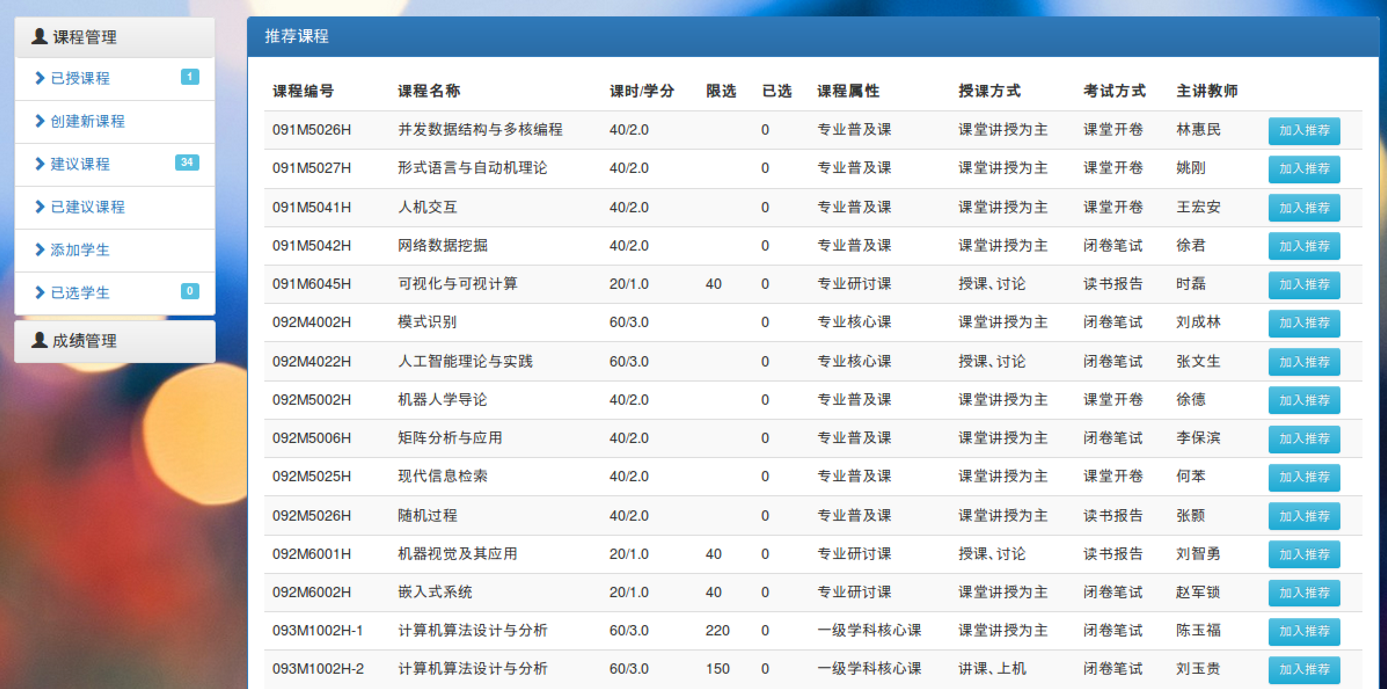 课程管理
已授课程 1
创建新课程
建议课程 34
已建议课程
添加学生
已选学生 0
成绩管理
推荐课程
课程编号 课程名称 课时/学分 限选 已选 课程属性 授课方式 考试方式 主讲教师
091M5026H 并发数据结构与多核编程 40/2.0 0 专业普及课 课堂讲授为主 课堂开卷 林惠民 加入推荐
091M5027H 形式语言与自动机理论 40/2.0 0 专业普及课 课堂讲授为主 课堂开卷 姚刚 加入推荐
091M5041H 人机交互 40/2.0 0 专业普及课 课堂讲授为主 课堂开卷 王宏安 加入推荐
091M5042H 网络数据挖掘 40/2.0 0 专业普及课 课堂讲授为主 闭卷笔试 徐君 加入推荐
091M6045H 可视化与可视计算 20/1.0 40 0 专业研讨课 授课、讨论 读书报告 时磊 加入推荐
092M4002H 模式识别 60/3.0 0 专业核心课 课堂讲授为主 闭卷笔试 刘成林 加入推荐
092M4022H 人工智能理论与实践 60/3.0 0 专业核心课 授课、讨论 闭卷笔试 张文生 加入推荐
092M5002H 机器人学导论 40/2.0 0 专业普及课 课堂讲授为主 课堂开卷 徐德 加入推荐
092M5006H 矩阵分析与应用 40/2.0 0 专业普及课 课堂讲授为主 闭卷笔试 李保滨 加入推荐
092M5025H 现代信息检索 40/2.0 0 专业普及课 课堂讲授为主 课堂开卷 何苯 加入推荐
092M5026H 随机过程 40/2.0 0 专业普及课 课堂讲授为主 读书报告 张颢 加入推荐
092M6001H 机器视觉及其应用 20/1.0 40 0 专业研讨课 授课、讨论 读书报告 刘智勇 加入推荐
092M6002H 嵌入式系统 20/1.0 40 0 专业研讨课 课堂讲授为主 闭卷笔试 赵军锁 加入推荐
093M1002H-1 计算机算法设计与分析 60/3.0 220 0 一级学科核心课 课堂讲授为主 闭卷笔试 陈玉福 加入推荐
093M1002H-2 计算机算法设计与分析 60/3.0 150 0 一级学科核心课 讲课、上机 闭卷笔试 刘玉贵 加入推荐